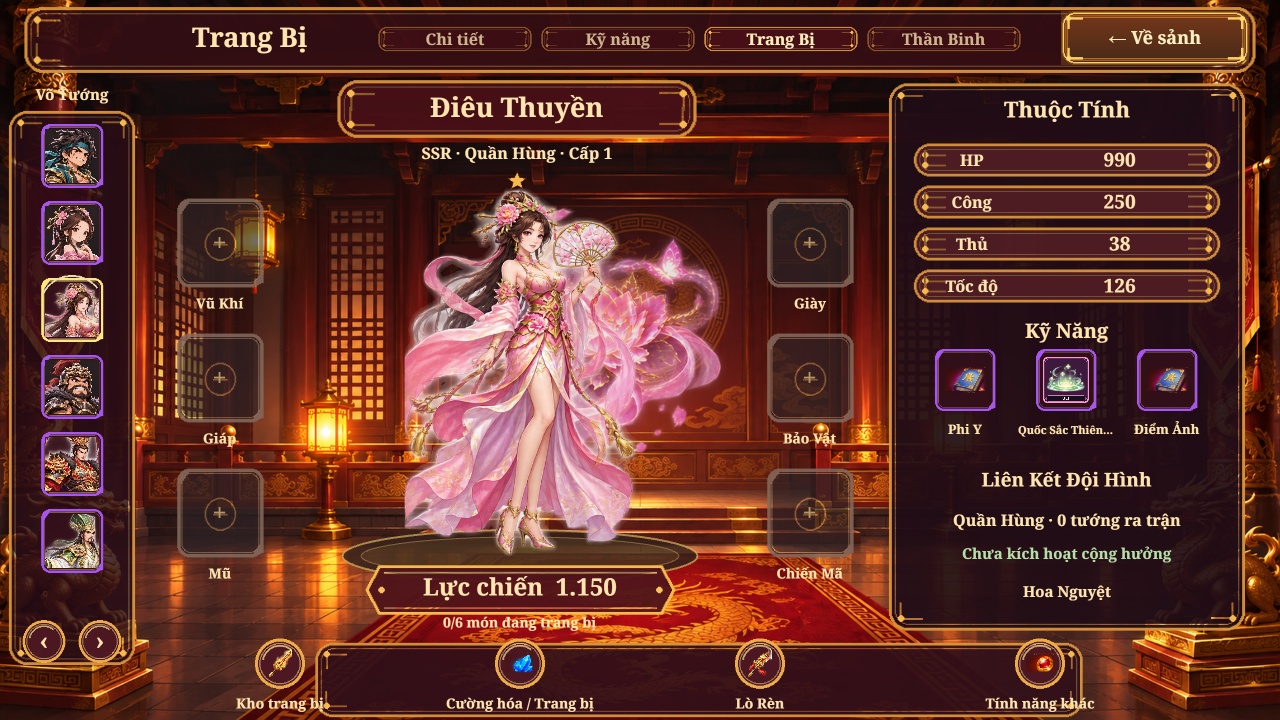 Trang Bị
Chi tiết
Kỹ năng
Trang Bị
Thần Binh
← Về sảnh
Võ Tướng
Điêu Thuyền
SSR · Quần Hùng · Cấp 1
Vũ Khí
Giáp
Mũ
Giày
Bảo Vật
Chiến Mã
Lực chiến 1.150
0/6 món đang trang bị
Thuộc Tính
HP 990
Công 250
Thủ 38
Tốc độ 126
Kỹ Năng
Phi Y
Quốc Sắc Thiên...
Điểm Ảnh
Liên Kết Đội Hình
Quần Hùng · 0 tướng ra trận
Chưa kích hoạt cộng hưởng
Hoa Nguyệt
Kho trang bị
Cường hóa / Trang bị
Lò Rèn
Tính năng khác